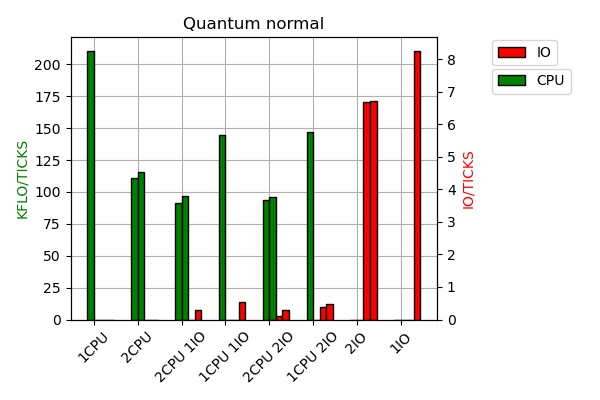 Quantum normal
IO
CPU
KFLO/TICKS
200
175
150
125
100
75
50
25
0
8
7
6
5
4
3
2
1
0
IO/TICKS
1CPU
2CPU
2CPU 1IO
1CPU 1IO
2CPU 2IO
1CPU 2IO
2IO
1IO